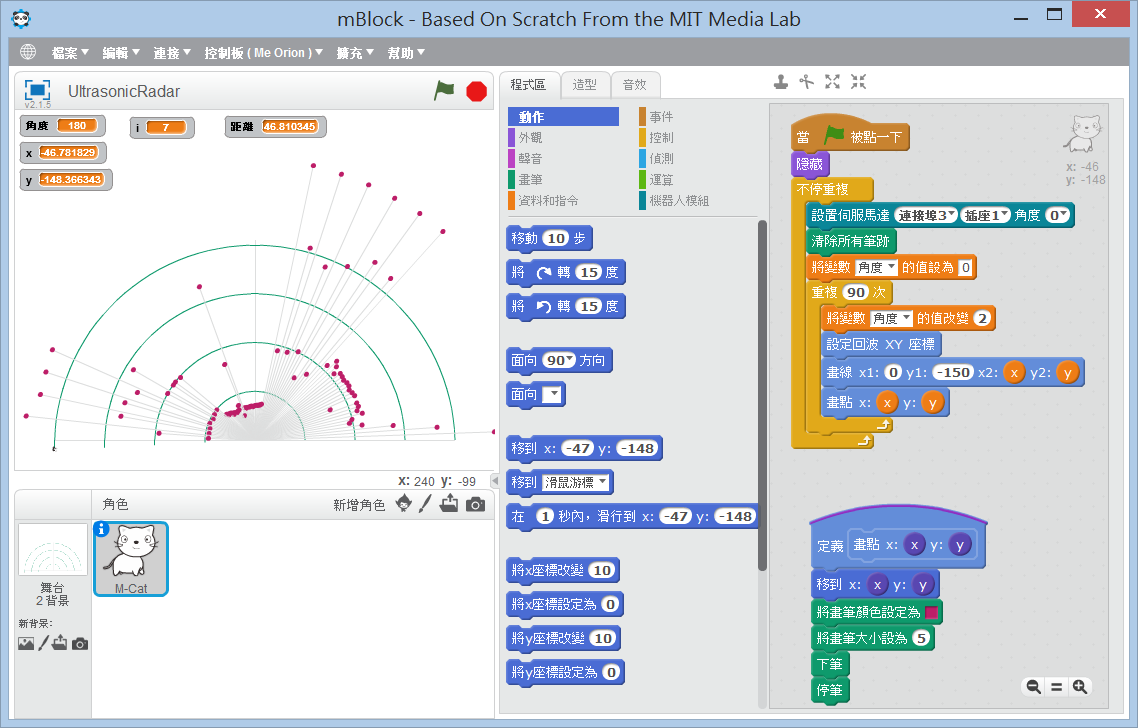 mBlock - Based On Scratch From the MIT Media Lab
檔案 編輯 連接 控制板 ( Me Orion ) 擴充 幫助
v2.1.5
UltrasonicRadar
角度 180
i 7
距離 46.810345
x -46.781829
y -148.366343
x: 240 y: -99
角色
新增角色
舞台
2 背景
新背景:
M-Cat
程式區 造型 音效
動作
外觀
聲音
畫筆
資料和指令
事件
控制
偵測
運算
機器人模組
移動 10 步
將 轉 15 度
將 轉 15 度
面向 90 方向
面向
移到 x: -47 y: -148
移到 滑鼠游標
在 1 秒內，滑行到 x: -47 y: -148
將x座標改變 10
將x座標設定為 0
將y座標改變 10
將y座標設定為 0
x: -46
y: -148
當 被點一下
隱藏
不停重複
設置伺服馬達 連接埠3 插座1 角度 0
清除所有筆跡
將變數 角度 的值設為 0
重複 90 次
將變數 角度 的值改變 2
設定回波 XY 座標
畫線 x1: 0 y1: -150 x2: x y2: y
畫點 x: x y: y
定義 畫點 x: x y: y
移到 x: x y: y
將畫筆顏色設定為
將畫筆大小設為 5
下筆
停筆